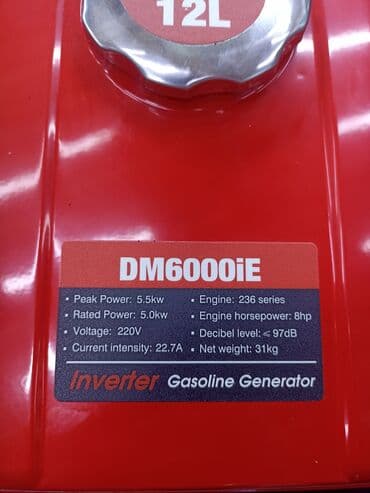 12L
DM6000iE
• Peak Power: 5.5kw
• Rated Power: 5.0kw
• Voltage: 220V
• Current intensity: 22.7A
• Engine: 236 series
• Engine horsepower: 8hp
• Decibel level: ≤97dB
• Net weight: 31kg
Inverter Gasoline Generator